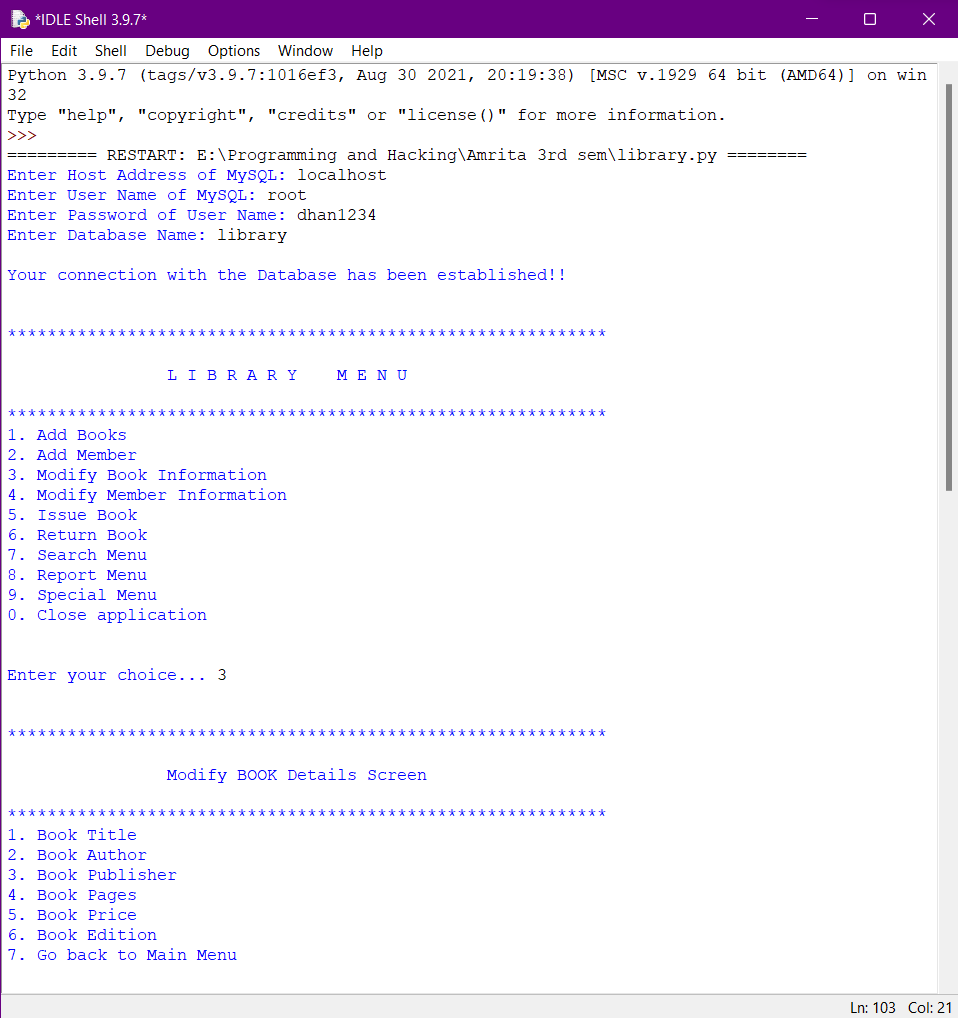 *IDLE Shell 3.9.7*
File Edit Shell Debug Options Window Help
Python 3.9.7 (tags/v3.9.7:1016ef3, Aug 30 2021, 20:19:38) [MSC v.1929 64 bit (AMD64)] on win
32
Type "help", "copyright", "credits" or "license()" for more information.
>>>
========= RESTART: E:\Programming and Hacking\Amrita 3rd sem\library.py ========
Enter Host Address of MySQL: localhost
Enter User Name of MySQL: root
Enter Password of User Name: dhan1234
Enter Database Name: library
Your connection with the Database has been established!!
************************************************************
L I B R A R Y    M E N U
************************************************************
1. Add Books
2. Add Member
3. Modify Book Information
4. Modify Member Information
5. Issue Book
6. Return Book
7. Search Menu
8. Report Menu
9. Special Menu
0. Close application
Enter your choice... 3
************************************************************
Modify BOOK Details Screen
************************************************************
1. Book Title
2. Book Author
3. Book Publisher
4. Book Pages
5. Book Price
6. Book Edition
7. Go back to Main Menu
Ln: 103 Col: 21